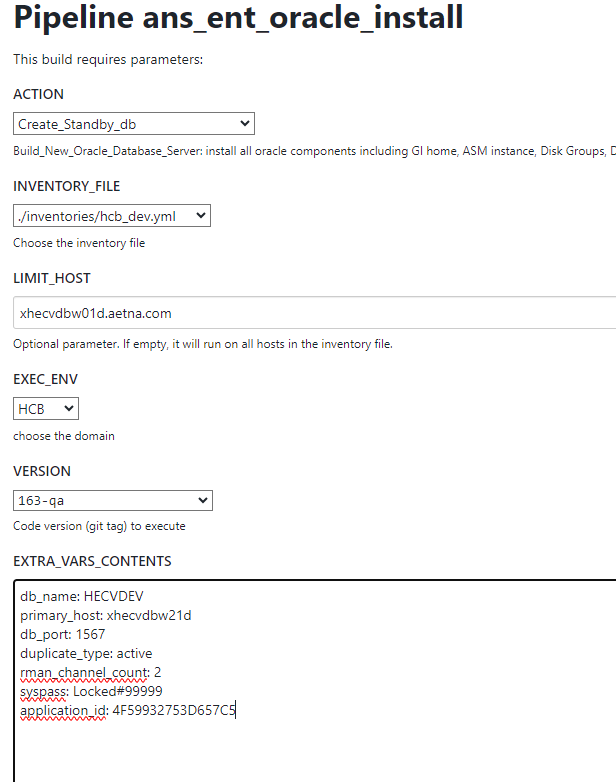 Pipeline ans_ent_oracle_install
This build requires parameters:
ACTION
Create_Standby_db
Build_New_Oracle_Database_Server: install all oracle components including GI home, ASM instance, Disk Groups, D
INVENTORY_FILE
./inventories/hcb_dev.yml
Choose the inventory file
LIMIT_HOST
xhecvdbw01d.aetna.com
Optional parameter. If empty, it will run on all hosts in the inventory file.
EXEC_ENV
HCB
choose the domain
VERSION
163-qa
Code version (git tag) to execute
EXTRA_VARS_CONTENTS
db_name: HECVDEV
primary_host: xhecvdbw21d
db_port: 1567
duplicate_type: active
rman_channel_count: 2
syspass: Locked#99999
application_id: 4F59932753D657C5